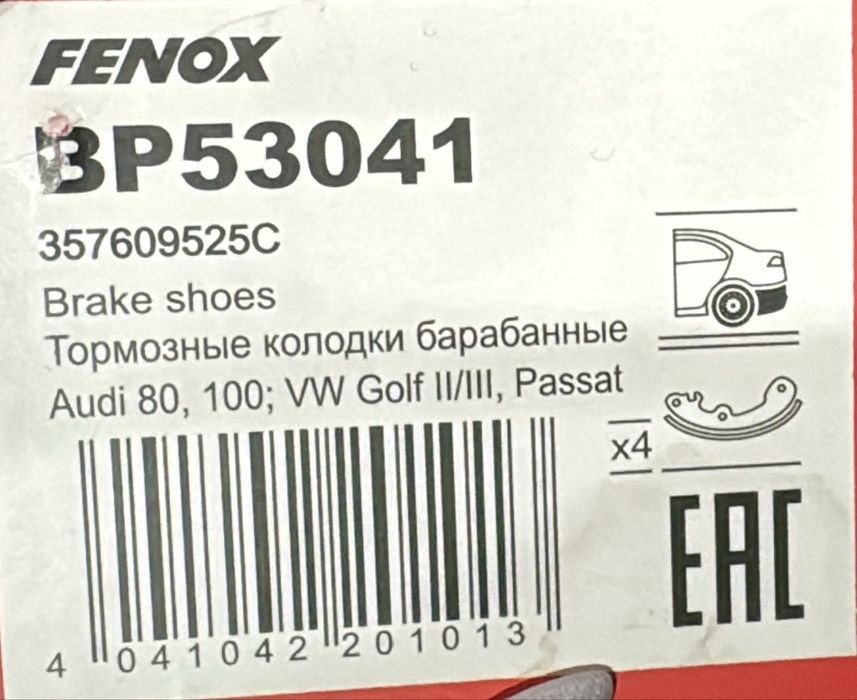 FENOX
BP53041
357609525C
Brake shoes
Тормозные колодки барабанные
Audi 80, 100; VW Golf II/III, Passat
x4
EAC
4 041042 201013